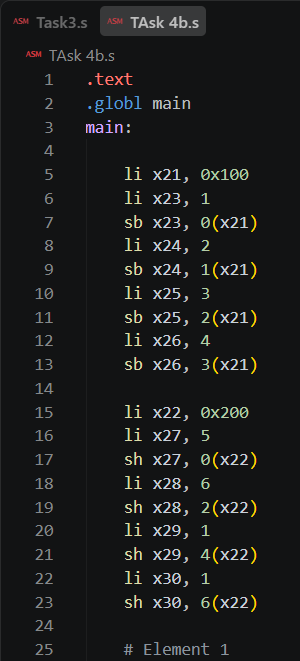 ASM Task3.s ASM TAsk 4b.s
ASM TAsk 4b.s
1 .text
2 .globl main
3 main:
4
5 li x21, 0x100
6 li x23, 1
7 sb x23, 0(x21)
8 li x24, 2
9 sb x24, 1(x21)
10 li x25, 3
11 sb x25, 2(x21)
12 li x26, 4
13 sb x26, 3(x21)
14
15 li x22, 0x200
16 li x27, 5
17 sh x27, 0(x22)
18 li x28, 6
19 sh x28, 2(x22)
20 li x29, 1
21 sh x29, 4(x22)
22 li x30, 1
23 sh x30, 6(x22)
24
25 # Element 1